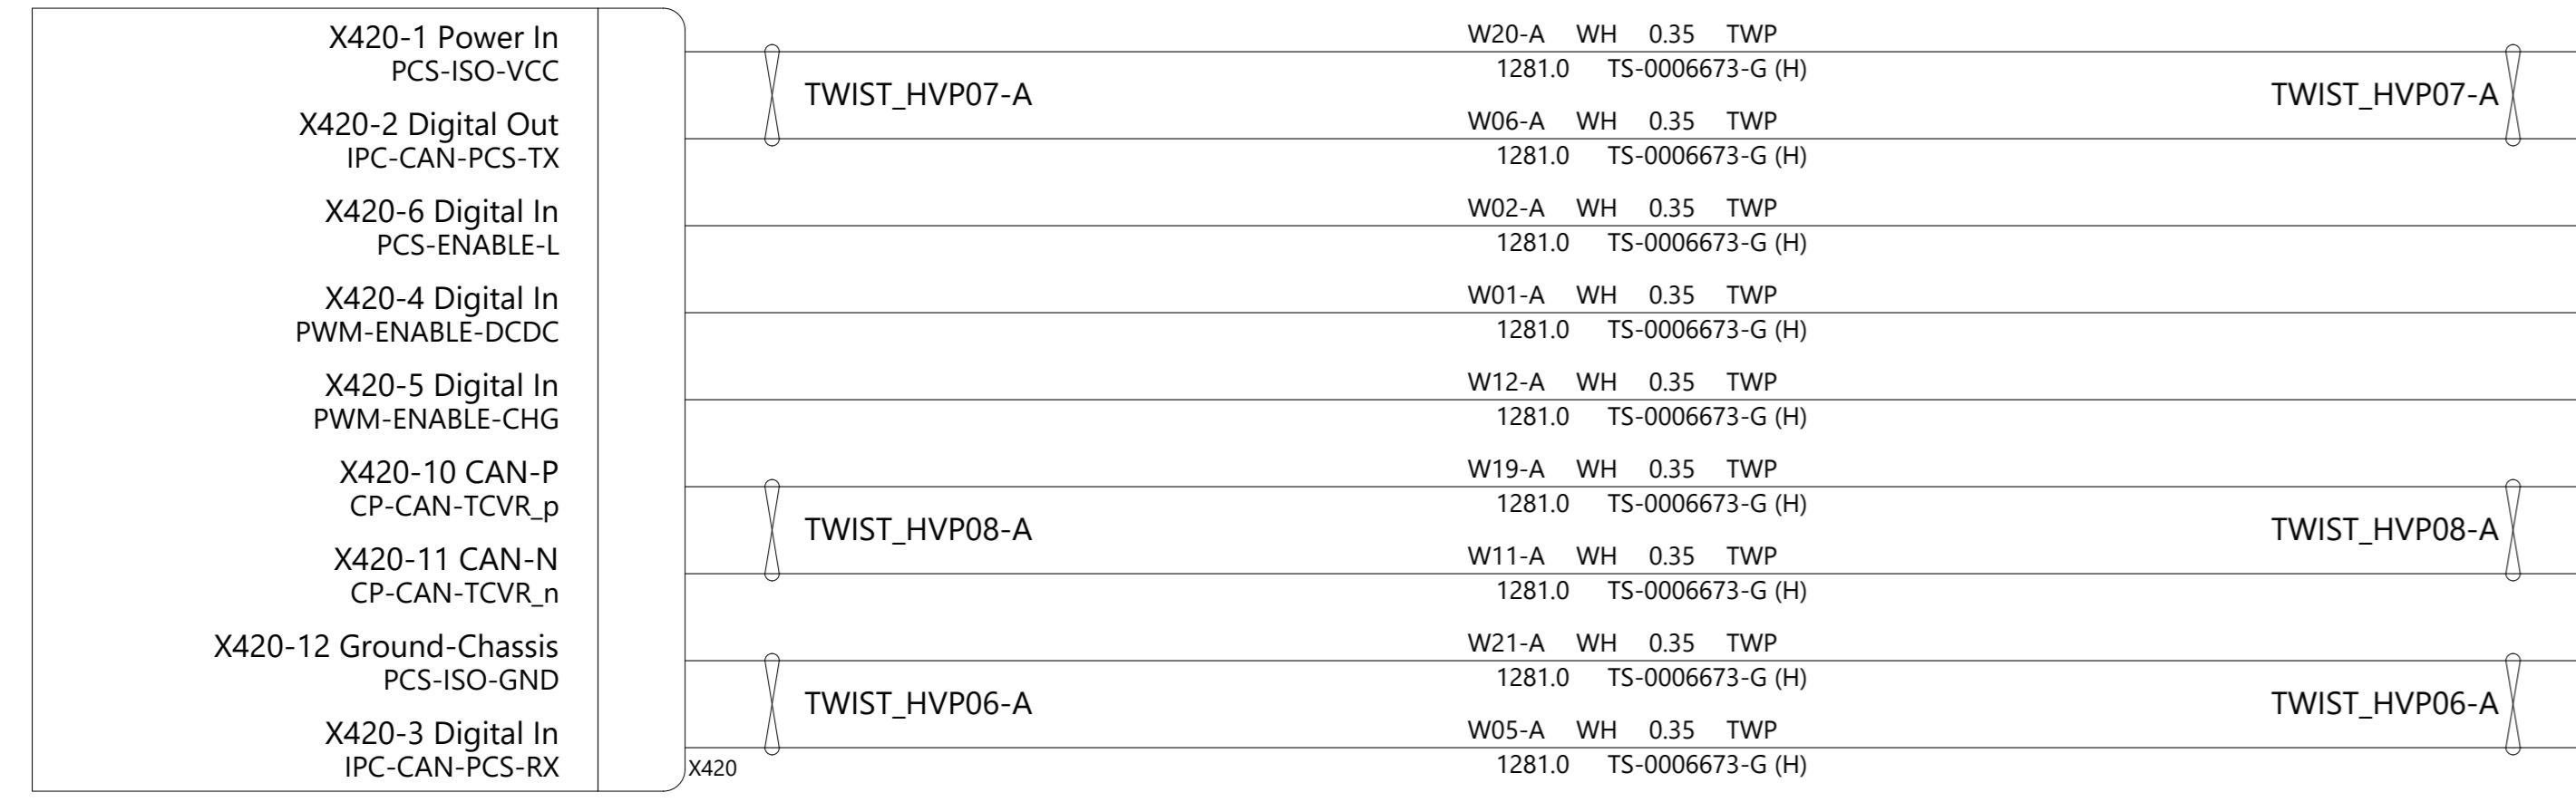 X420-1 Power In
PCS-ISO-VCC
W20-A WH 0.35 TWP
1281.0 TS-0006673-G (H)
TWIST_HVP07-A
TWIST_HVP07-A
X420-2 Digital Out
IPC-CAN-PCS-TX
W06-A WH 0.35 TWP
1281.0 TS-0006673-G (H)
X420-6 Digital In
PCS-ENABLE-L
W02-A WH 0.35 TWP
1281.0 TS-0006673-G (H)
X420-4 Digital In
PWM-ENABLE-DCDC
W01-A WH 0.35 TWP
1281.0 TS-0006673-G (H)
X420-5 Digital In
PWM-ENABLE-CHG
W12-A WH 0.35 TWP
1281.0 TS-0006673-G (H)
X420-10 CAN-P
CP-CAN-TCVR_p
W19-A WH 0.35 TWP
1281.0 TS-0006673-G (H)
TWIST_HVP08-A
TWIST_HVP08-A
X420-11 CAN-N
CP-CAN-TCVR_n
W11-A WH 0.35 TWP
1281.0 TS-0006673-G (H)
X420-12 Ground-Chassis
PCS-ISO-GND
W21-A WH 0.35 TWP
1281.0 TS-0006673-G (H)
TWIST_HVP06-A
TWIST_HVP06-A
X420-3 Digital In
IPC-CAN-PCS-RX
W05-A WH 0.35 TWP
1281.0 TS-0006673-G (H)
X420